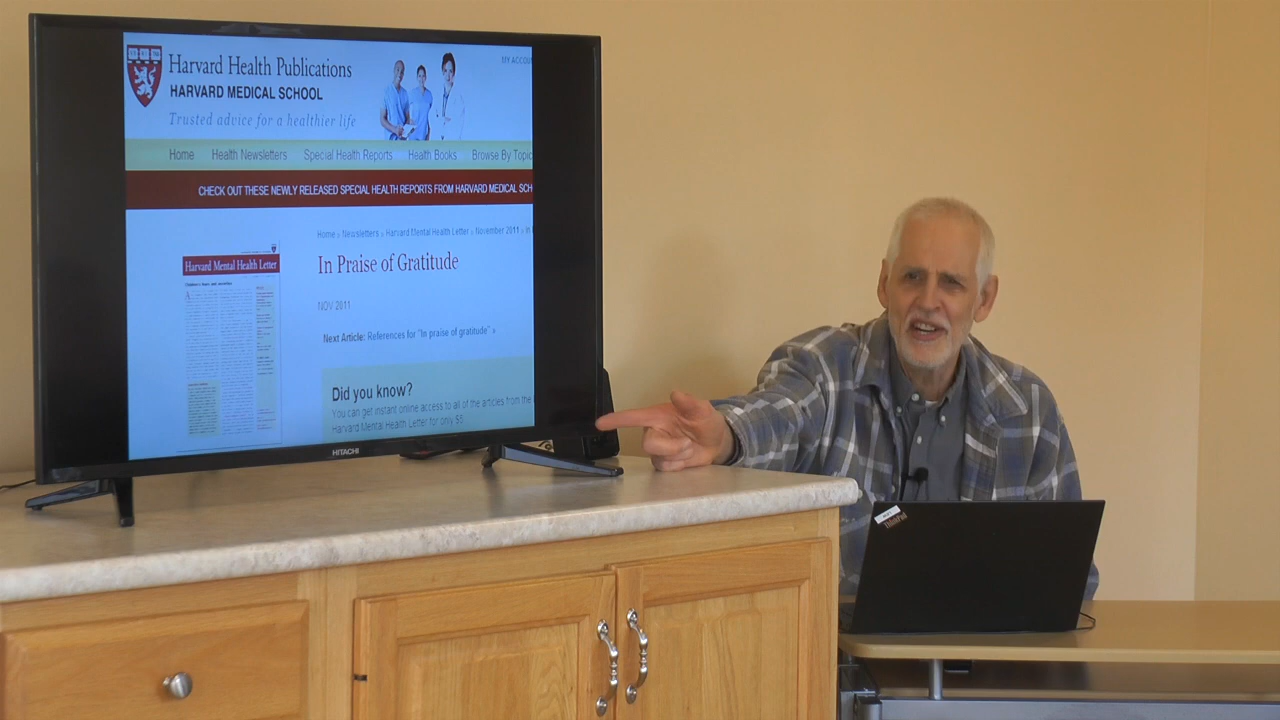 Harvard Health Publications
HARVARD MEDICAL SCHOOL
Trusted advice for a healthier life
MY ACCOU
Home Health Newsletters Special Health Reports Health Books Browse By Topic
CHECK OUT THESE NEWLY RELEASED SPECIAL HEALTH REPORTS FROM HARVARD MEDICAL SCH
Home » Newsletters » Harvard Mental Health Letter » November 2011 » In
Harvard Mental Health Letter
In Praise of Gratitude
NOV 2011
Next Article: References for "In praise of gratitude" »
Did you know?
You can get instant online access to all of the articles from the
Harvard Mental Health Letter for only $5
HITACHI
ThinkPad